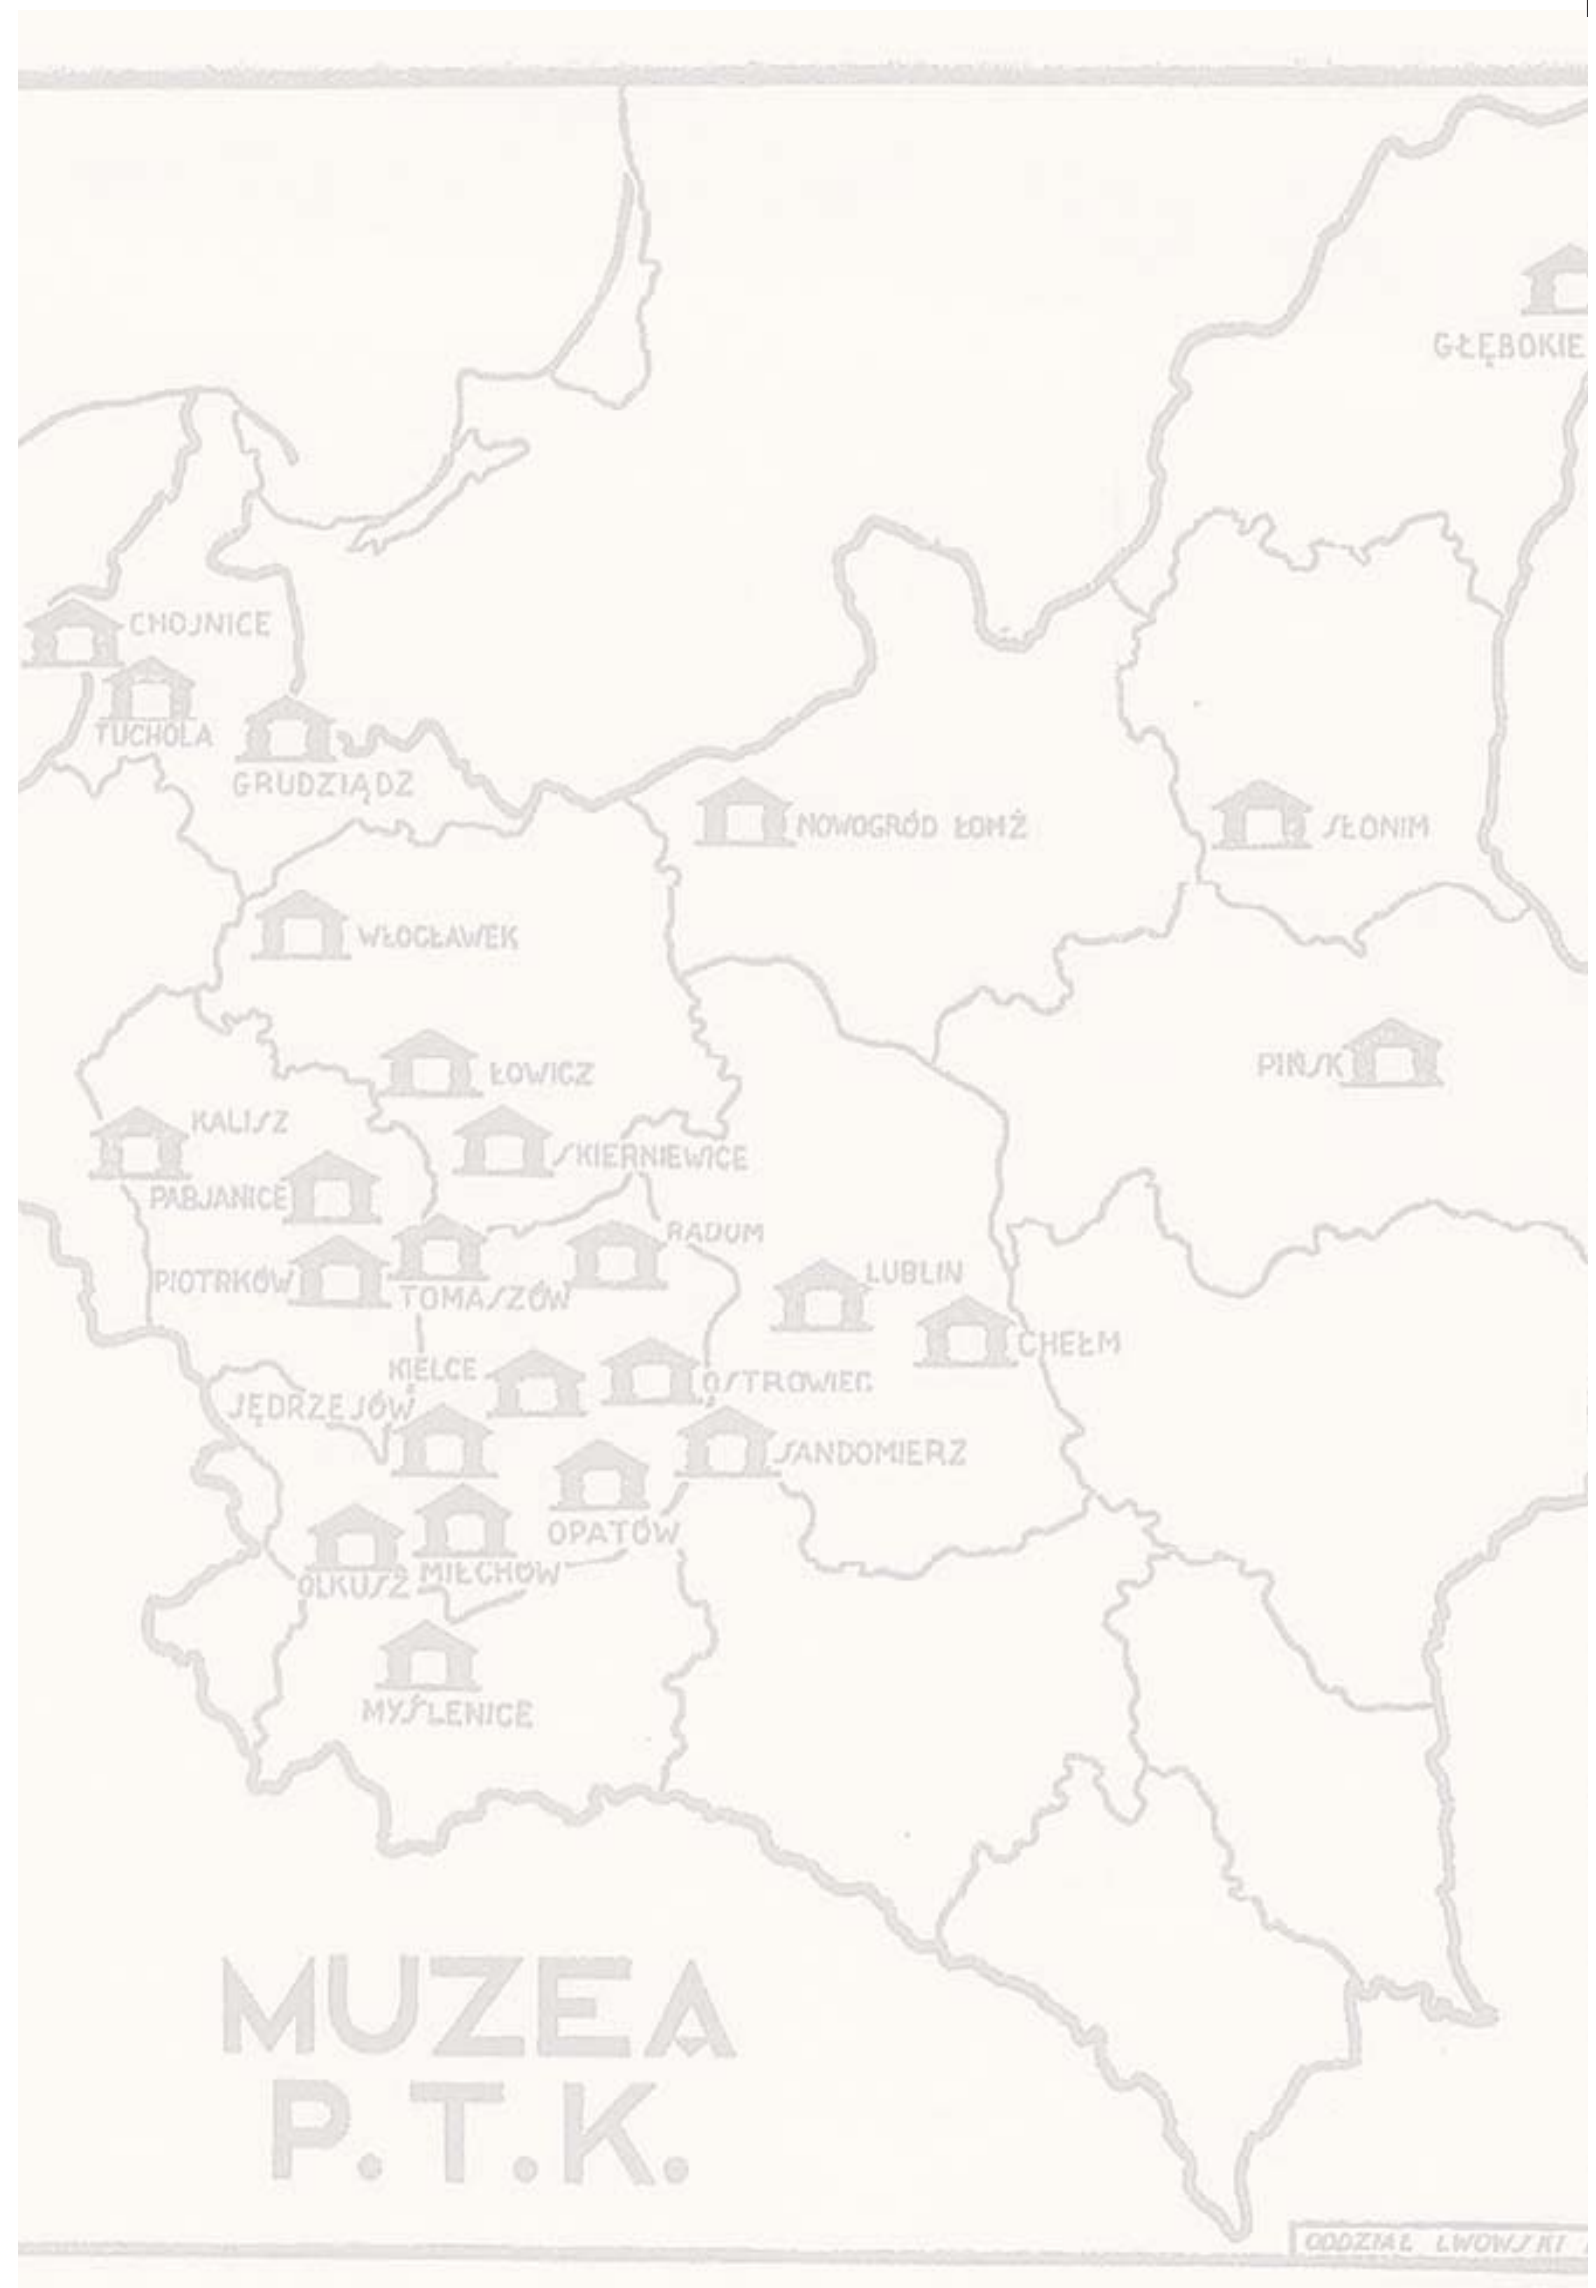 GŁĘBOKIE
CHOJNICE
TUCHOLA
GRUDZIĄDZ
NOWOGRÓD ŁOMŻ
SŁONIM
WŁOCŁAWEK
ŁOWICZ
PIŃSK
KALISZ
SKIERNIEWICE
PABJANICE
RADUM
PIOTRKÓW
TOMASZÓW
LUBLIN
CHEŁM
KIELCE
OSTROWIEC
JĘDRZEJÓW
SANDOMIERZ
OPATÓW
OLKUSZ
MIECHÓW
MYŚLENICE
MUZEA
P.T.K.
ODDZIAŁ LWOWSKI